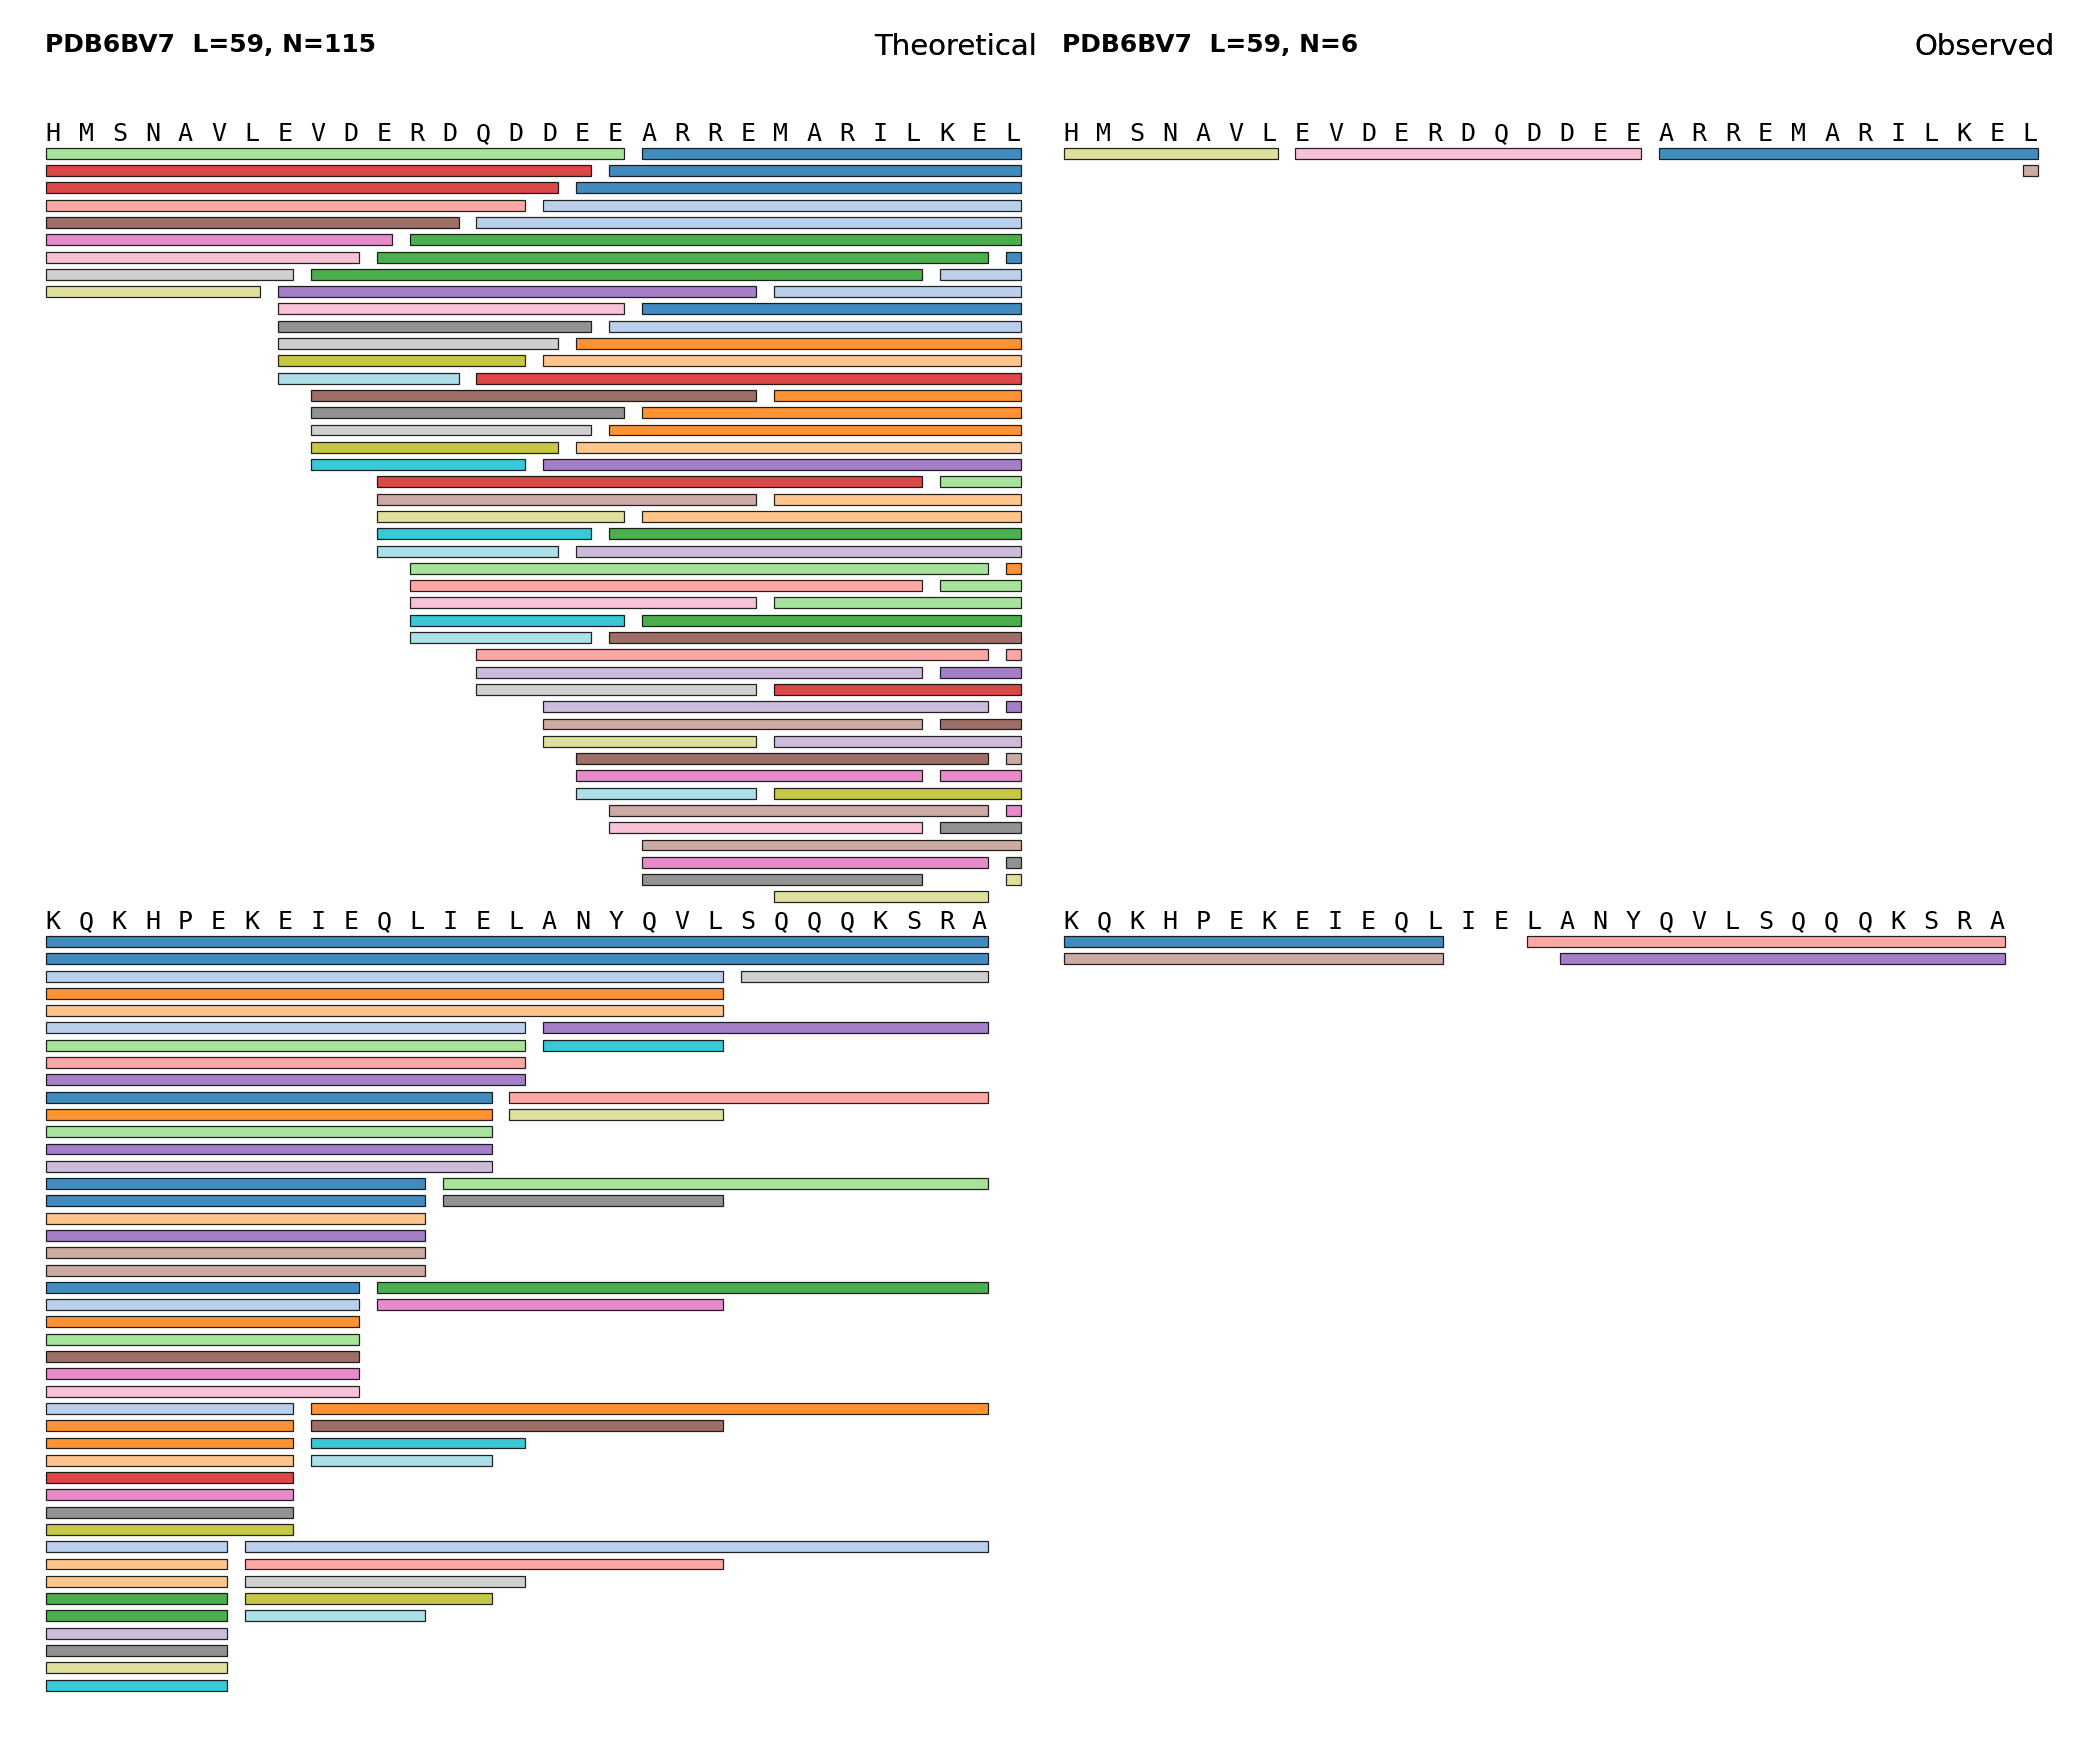 PDB6BV7 L=59, N=115 Theoretical
H M S N A V L E V D E R D Q D D E E A R R E M A R I L K E L
K Q K H P E K E I E Q L I E L A N Y Q V L S Q Q Q K S R A
PDB6BV7 L=59, N=6 Observed
H M S N A V L E V D E R D Q D D E E A R R E M A R I L K E L
K Q K H P E K E I E Q L I E L A N Y Q V L S Q Q Q K S R A